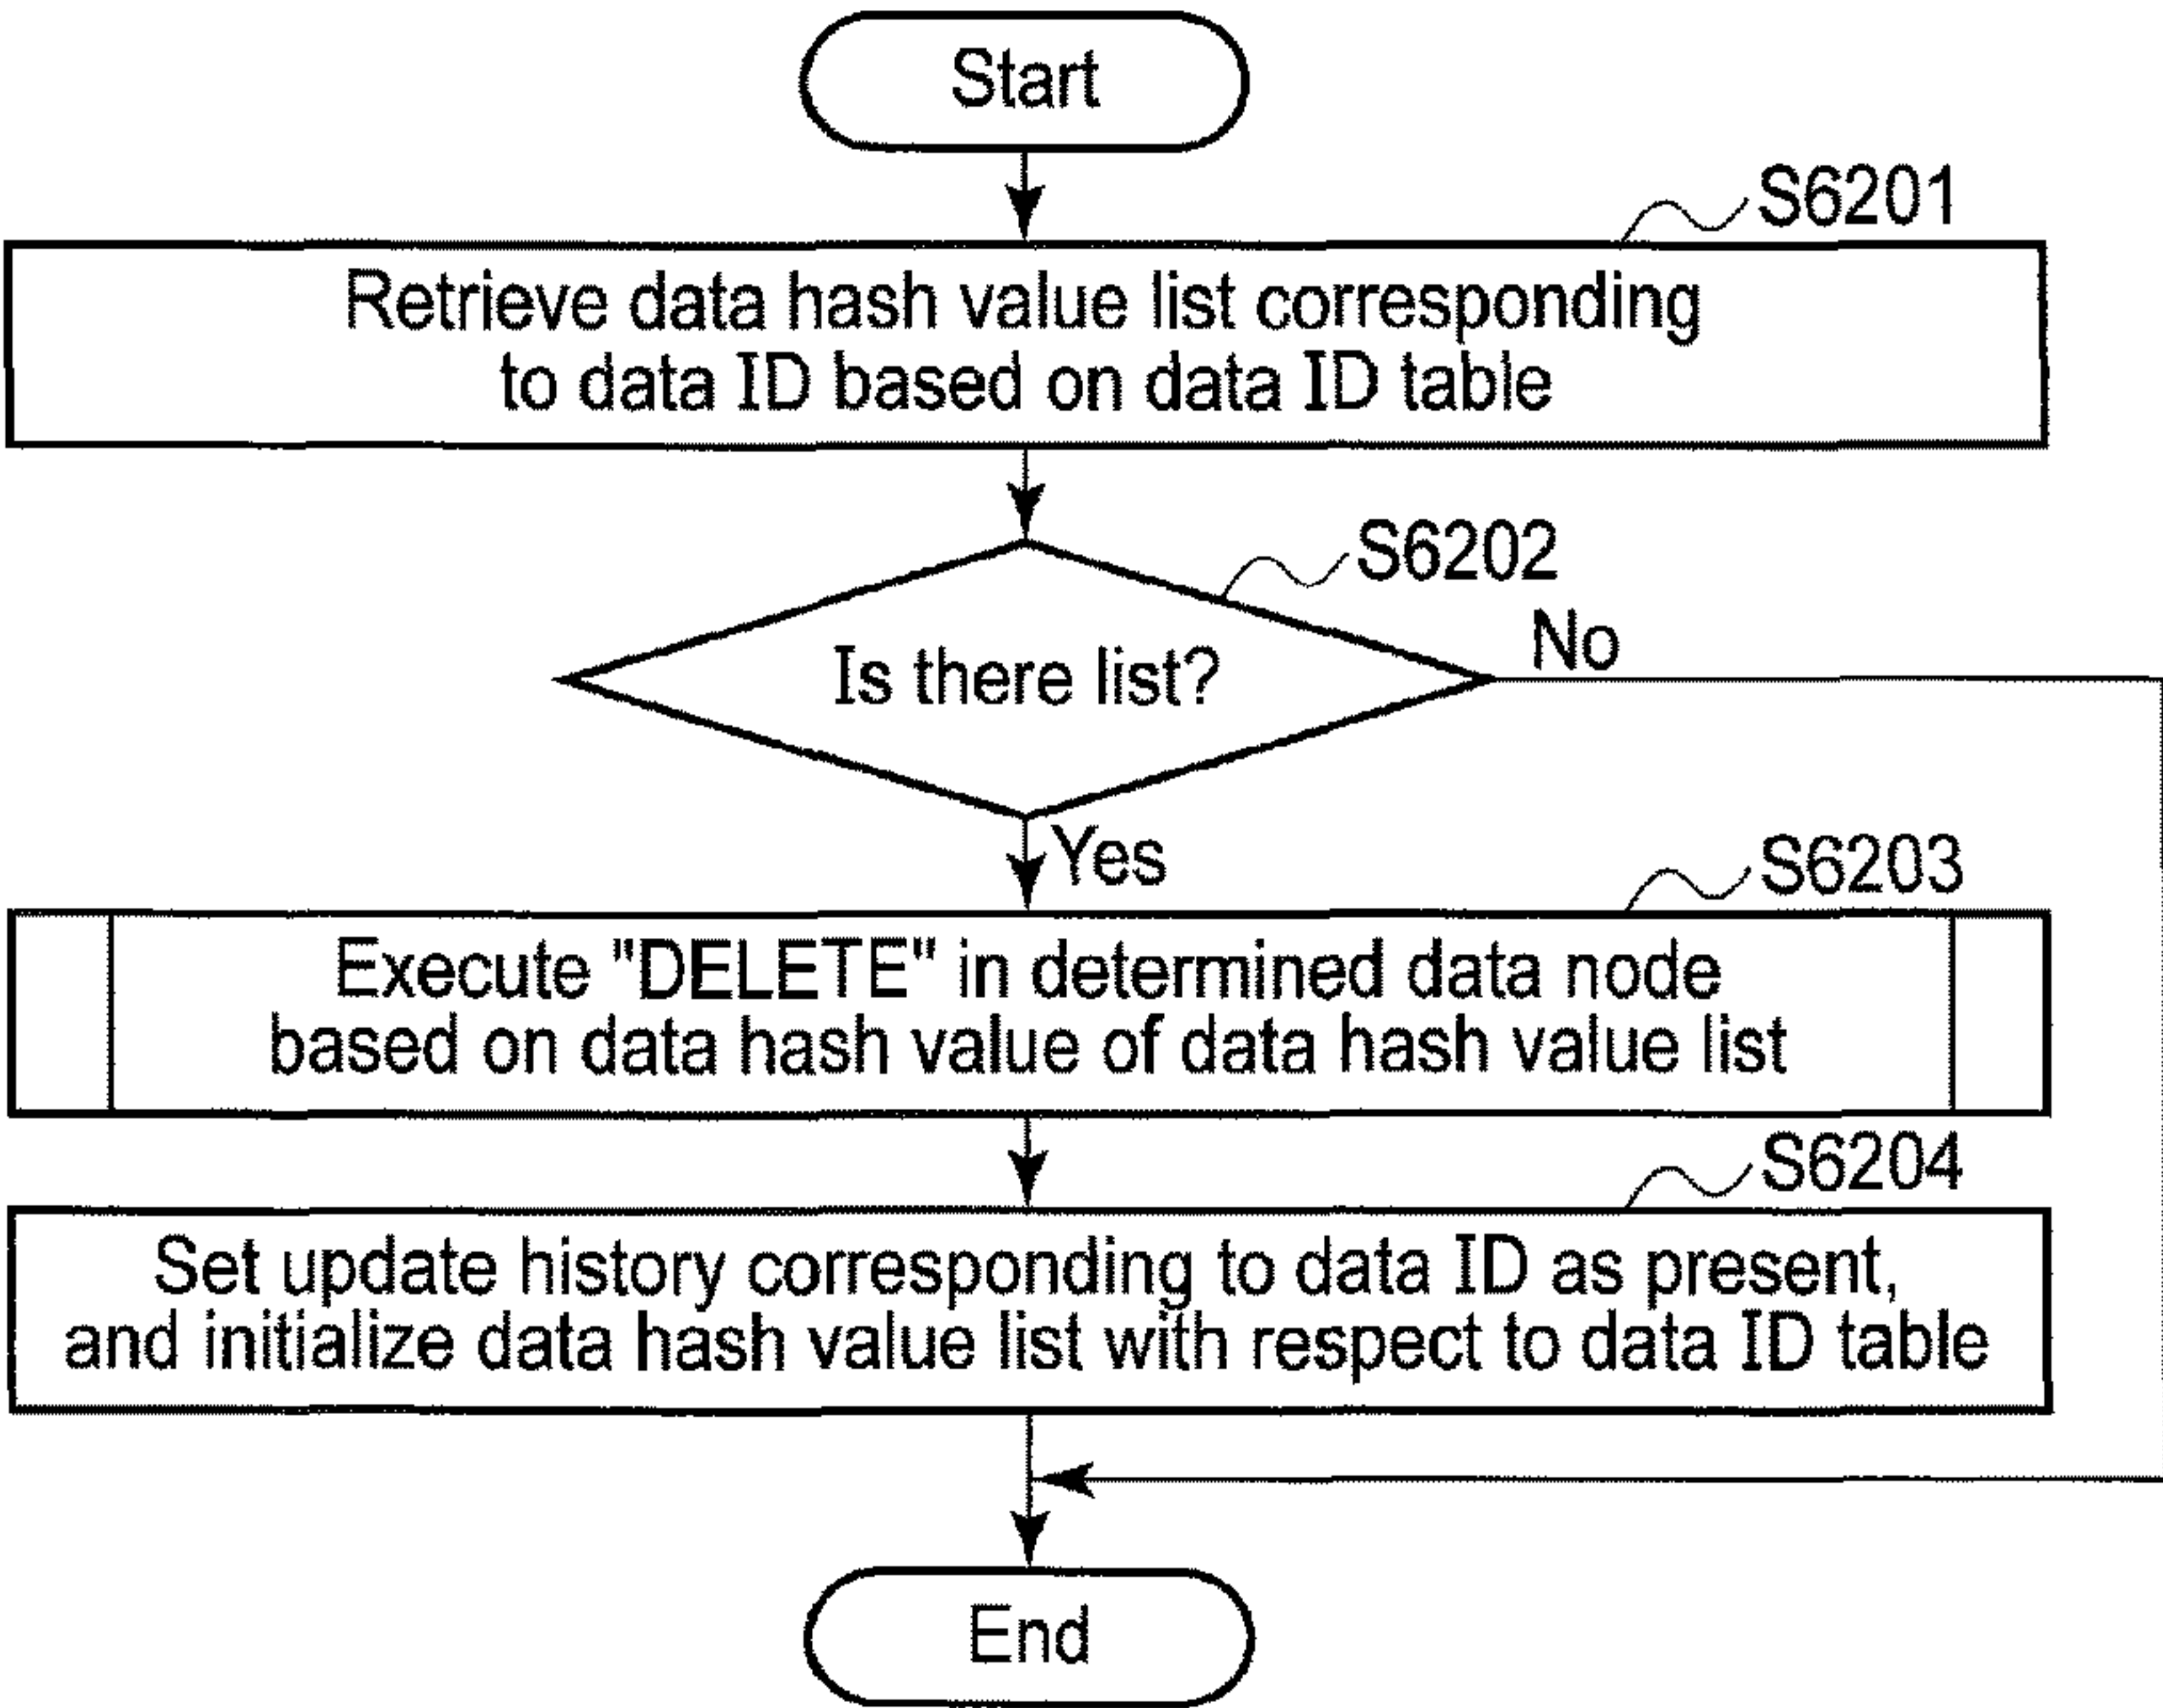 Start
S6201
Retrieve data hash value list corresponding
to data ID based on data ID table
S6202
Is there list?
No
Yes
S6203
Execute "DELETE" in determined data node
based on data hash value of data hash value list
S6204
Set update history corresponding to data ID as present,
and initialize data hash value list with respect to data ID table
End